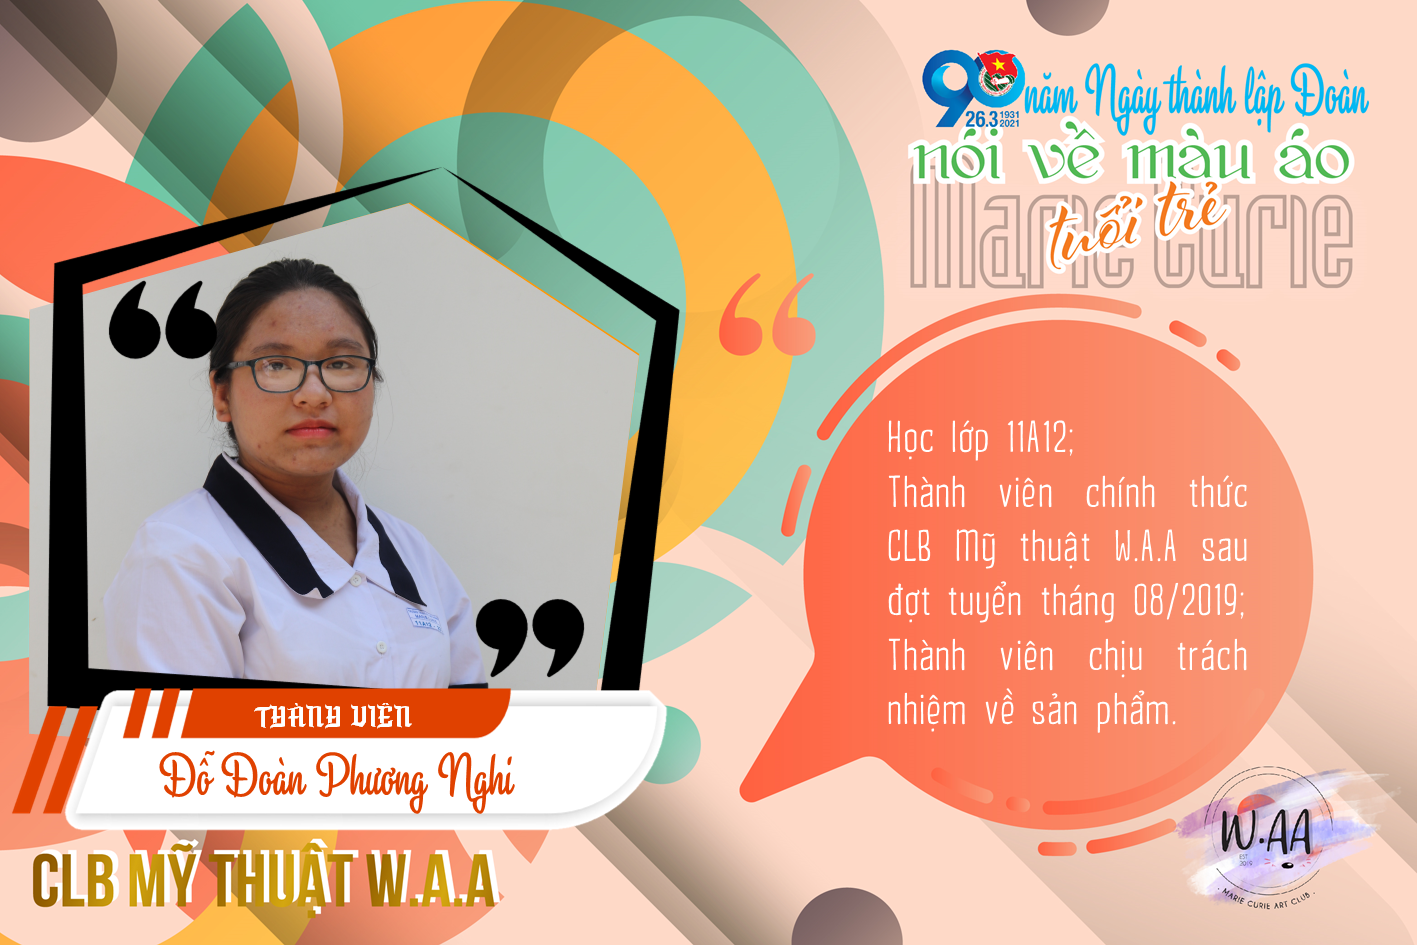 90 năm Ngày thành lập Đoàn
26.3 1931 2021
nói về màu áo
tuổi trẻ
Marie Curie
Học lớp 11A12;
Thành viên chính thức
CLB Mỹ thuật W.A.A sau
đợt tuyển tháng 08/2019;
Thành viên chịu trách
nhiệm về sản phẩm.
11A12
THÀNH VIÊN
Đỗ Đoàn Phương Nghi
CLB MỸ THUẬT W.A.A
W.AA
MARIE CURIE ART CLUB